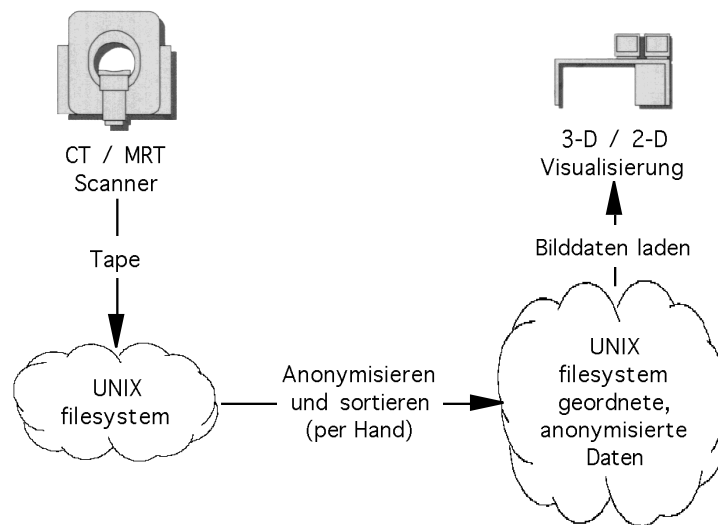 CT / MRT
Scanner
Tape
UNIX
filesystem
Anonymisieren
und sortieren
(per Hand)
3-D / 2-D
Visualisierung
Bilddaten laden
UNIX
filesystem
geordnete,
anonymisierte
Daten